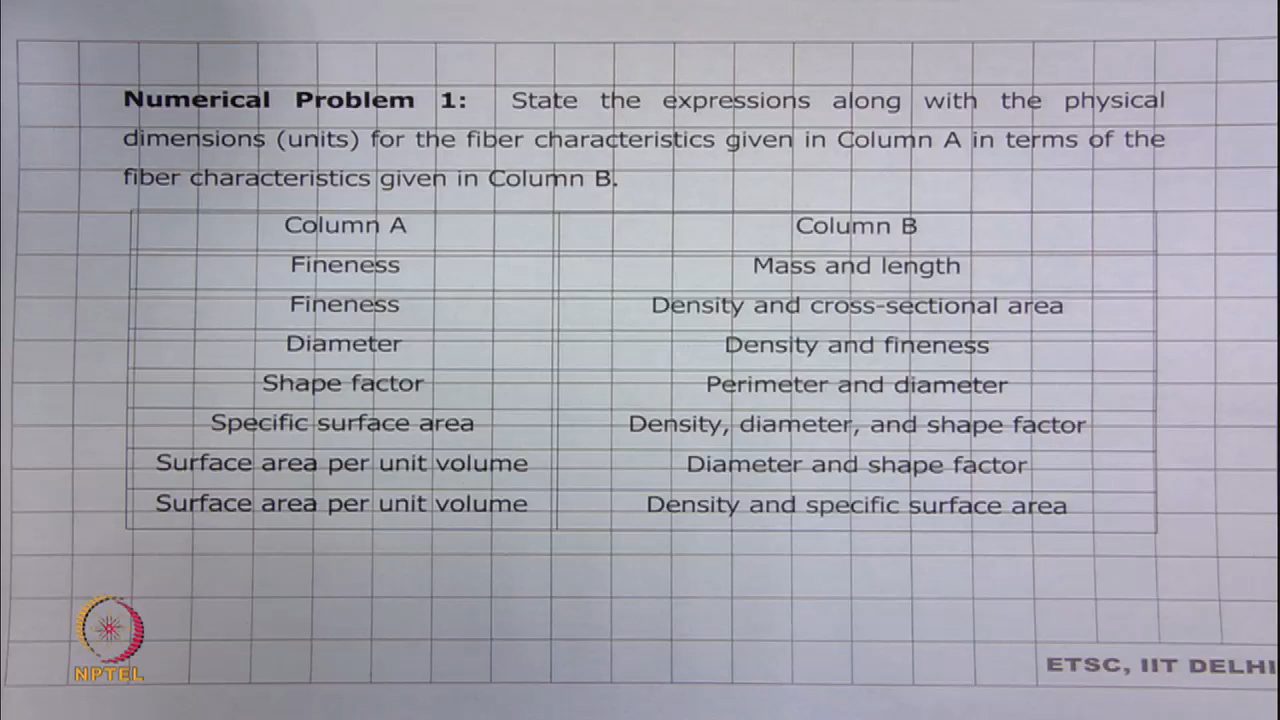 Numerical Problem 1: State the expressions along with the physical
dimensions (units) for the fiber characteristics given in Column A in terms of the
fiber characteristics given in Column B.
Column A Column B
Fineness Mass and length
Fineness Density and cross-sectional area
Diameter Density and fineness
Shape factor Perimeter and diameter
Specific surface area Density, diameter, and shape factor
Surface area per unit volume Diameter and shape factor
Surface area per unit volume Density and specific surface area
NPTEL
ETSC, IIT DELHI